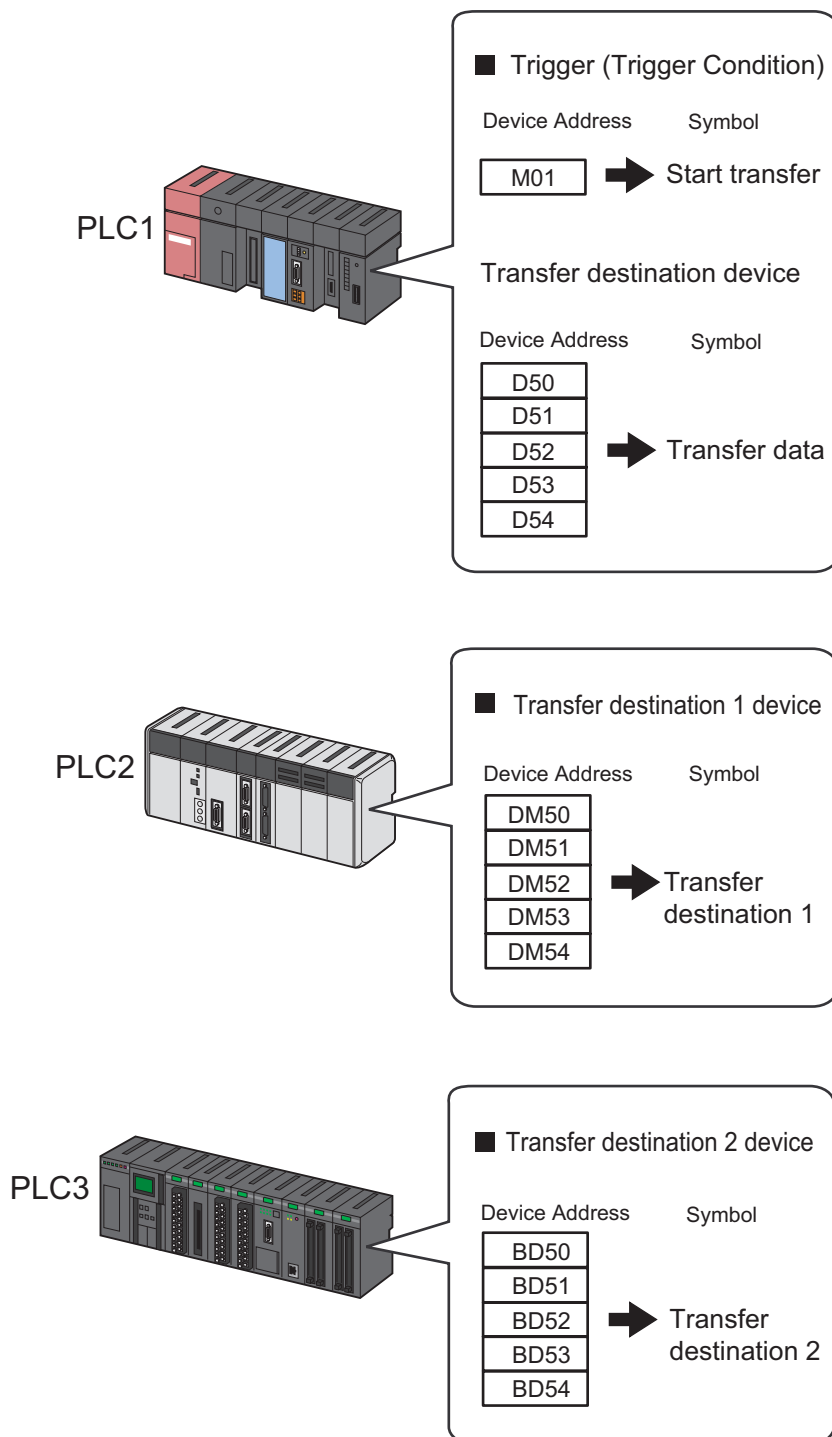 ■ Trigger (Trigger Condition)
Device Address Symbol
M01 Start transfer
PLC1
Transfer destination device
Device Address Symbol
D50
D51
D52 Transfer data
D53
D54
■ Transfer destination 1 device
PLC2
Device Address Symbol
DM50
DM51
DM52 Transfer
DM53 destination 1
DM54
■ Transfer destination 2 device
PLC3
Device Address Symbol
BD50
BD51
BD52 Transfer
BD53 destination 2
BD54